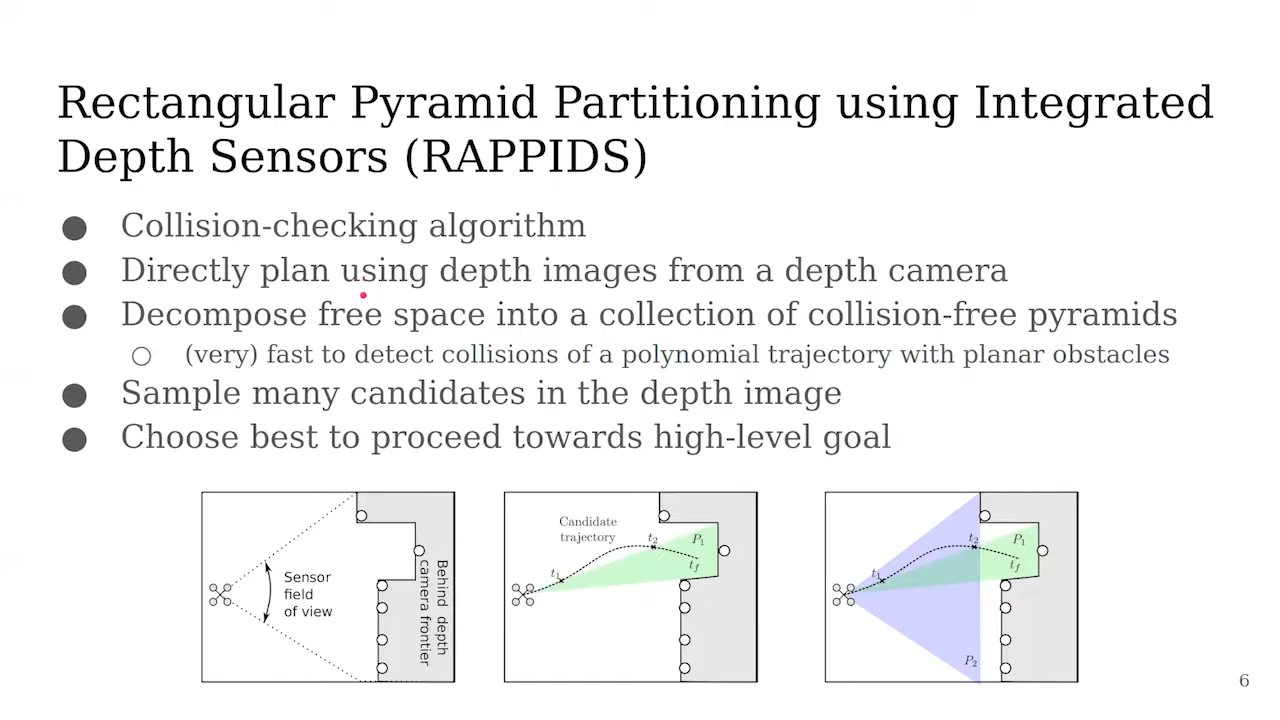 Rectangular Pyramid Partitioning using Integrated
Depth Sensors (RAPPIDS)
● Collision-checking algorithm
● Directly plan using depth images from a depth camera
● Decompose free space into a collection of collision-free pyramids
○ (very) fast to detect collisions of a polynomial trajectory with planar obstacles
● Sample many candidates in the depth image
● Choose best to proceed towards high-level goal
Sensor
field
of view
Behind depth
camera frontier
Candidate
trajectory
t1
t2
P1
tf
t1
t2
P1
tf
P2
6